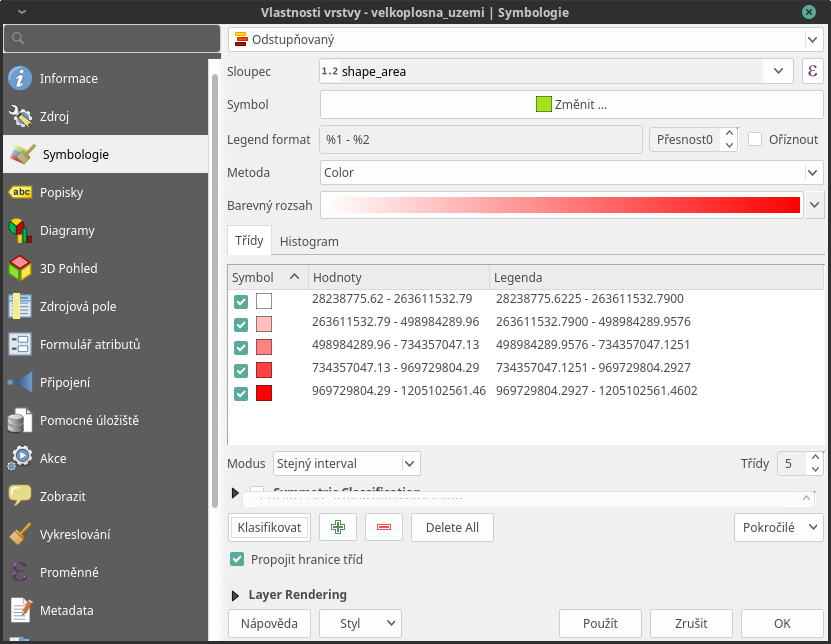 Vlastnosti vrstvy - velkoplosna_uzemi | Symbologie
Informace
Zdroj
Symbologie
abc Popisky
Diagramy
3D Pohled
Zdrojová pole
Formulář atributů
Připojení
Pomocné úložiště
Akce
Zobrazit
Vykreslování
Proměnné
Metadata
Odstupňovaný
Sloupec 1.2 shape_area ε
Symbol Změnit ...
Legend format %1 - %2 Přesnost0 Oříznout
Metoda Color
Barevný rozsah
Třídy Histogram
Symbol Hodnoty Legenda
28238775.62 - 263611532.79 28238775.6225 - 263611532.7900
263611532.79 - 498984289.96 263611532.7900 - 498984289.9576
498984289.96 - 734357047.13 498984289.9576 - 734357047.1251
734357047.13 - 969729804.29 734357047.1251 - 969729804.2927
969729804.29 - 1205102561.46 969729804.2927 - 1205102561.4602
Modus Stejný interval Třídy 5
Symmetric Classification
Klasifikovat Delete All Pokročilé
Propojit hranice tříd
Layer Rendering
Nápověda Styl Použít Zrušit OK